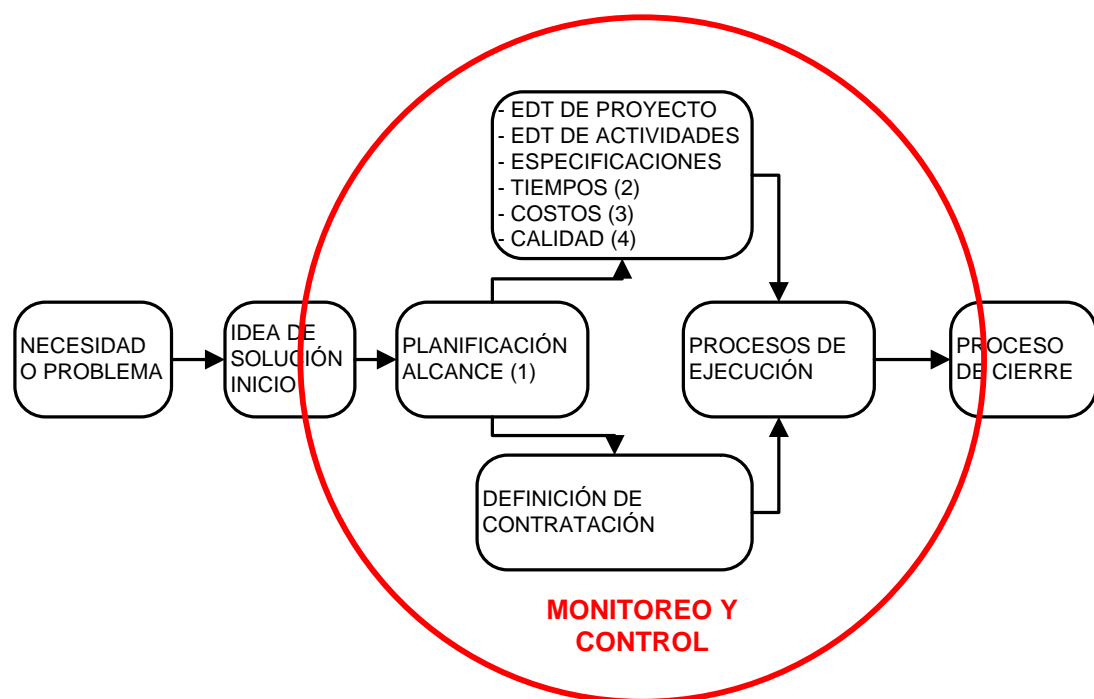 - EDT DE PROYECTO
- EDT DE ACTIVIDADES
- ESPECIFICACIONES
- TIEMPOS (2)
- COSTOS (3)
- CALIDAD (4)
NECESIDAD
O PROBLEMA
IDEA DE
SOLUCIÓN
INICIO
PLANIFICACIÓN
ALCANCE (1)
PROCESOS DE
EJECUCIÓN
PROCESO
DE CIERRE
DEFINICIÓN DE
CONTRATACIÓN
MONITOREO Y
CONTROL